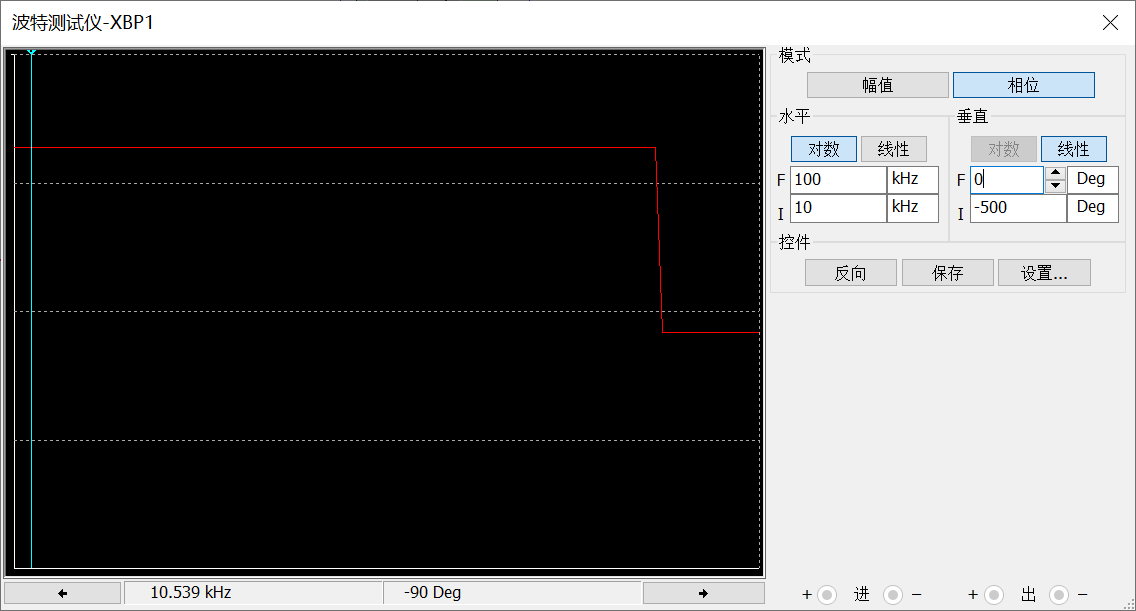 波特测试仪-XBP1
模式
幅值 相位
水平 垂直
对数 线性 对数 线性
F 100 kHz F 0 Deg
I 10 kHz I -500 Deg
控件
反向 保存 设置...
10.539 kHz -90 Deg
+ 进 − + 出 −